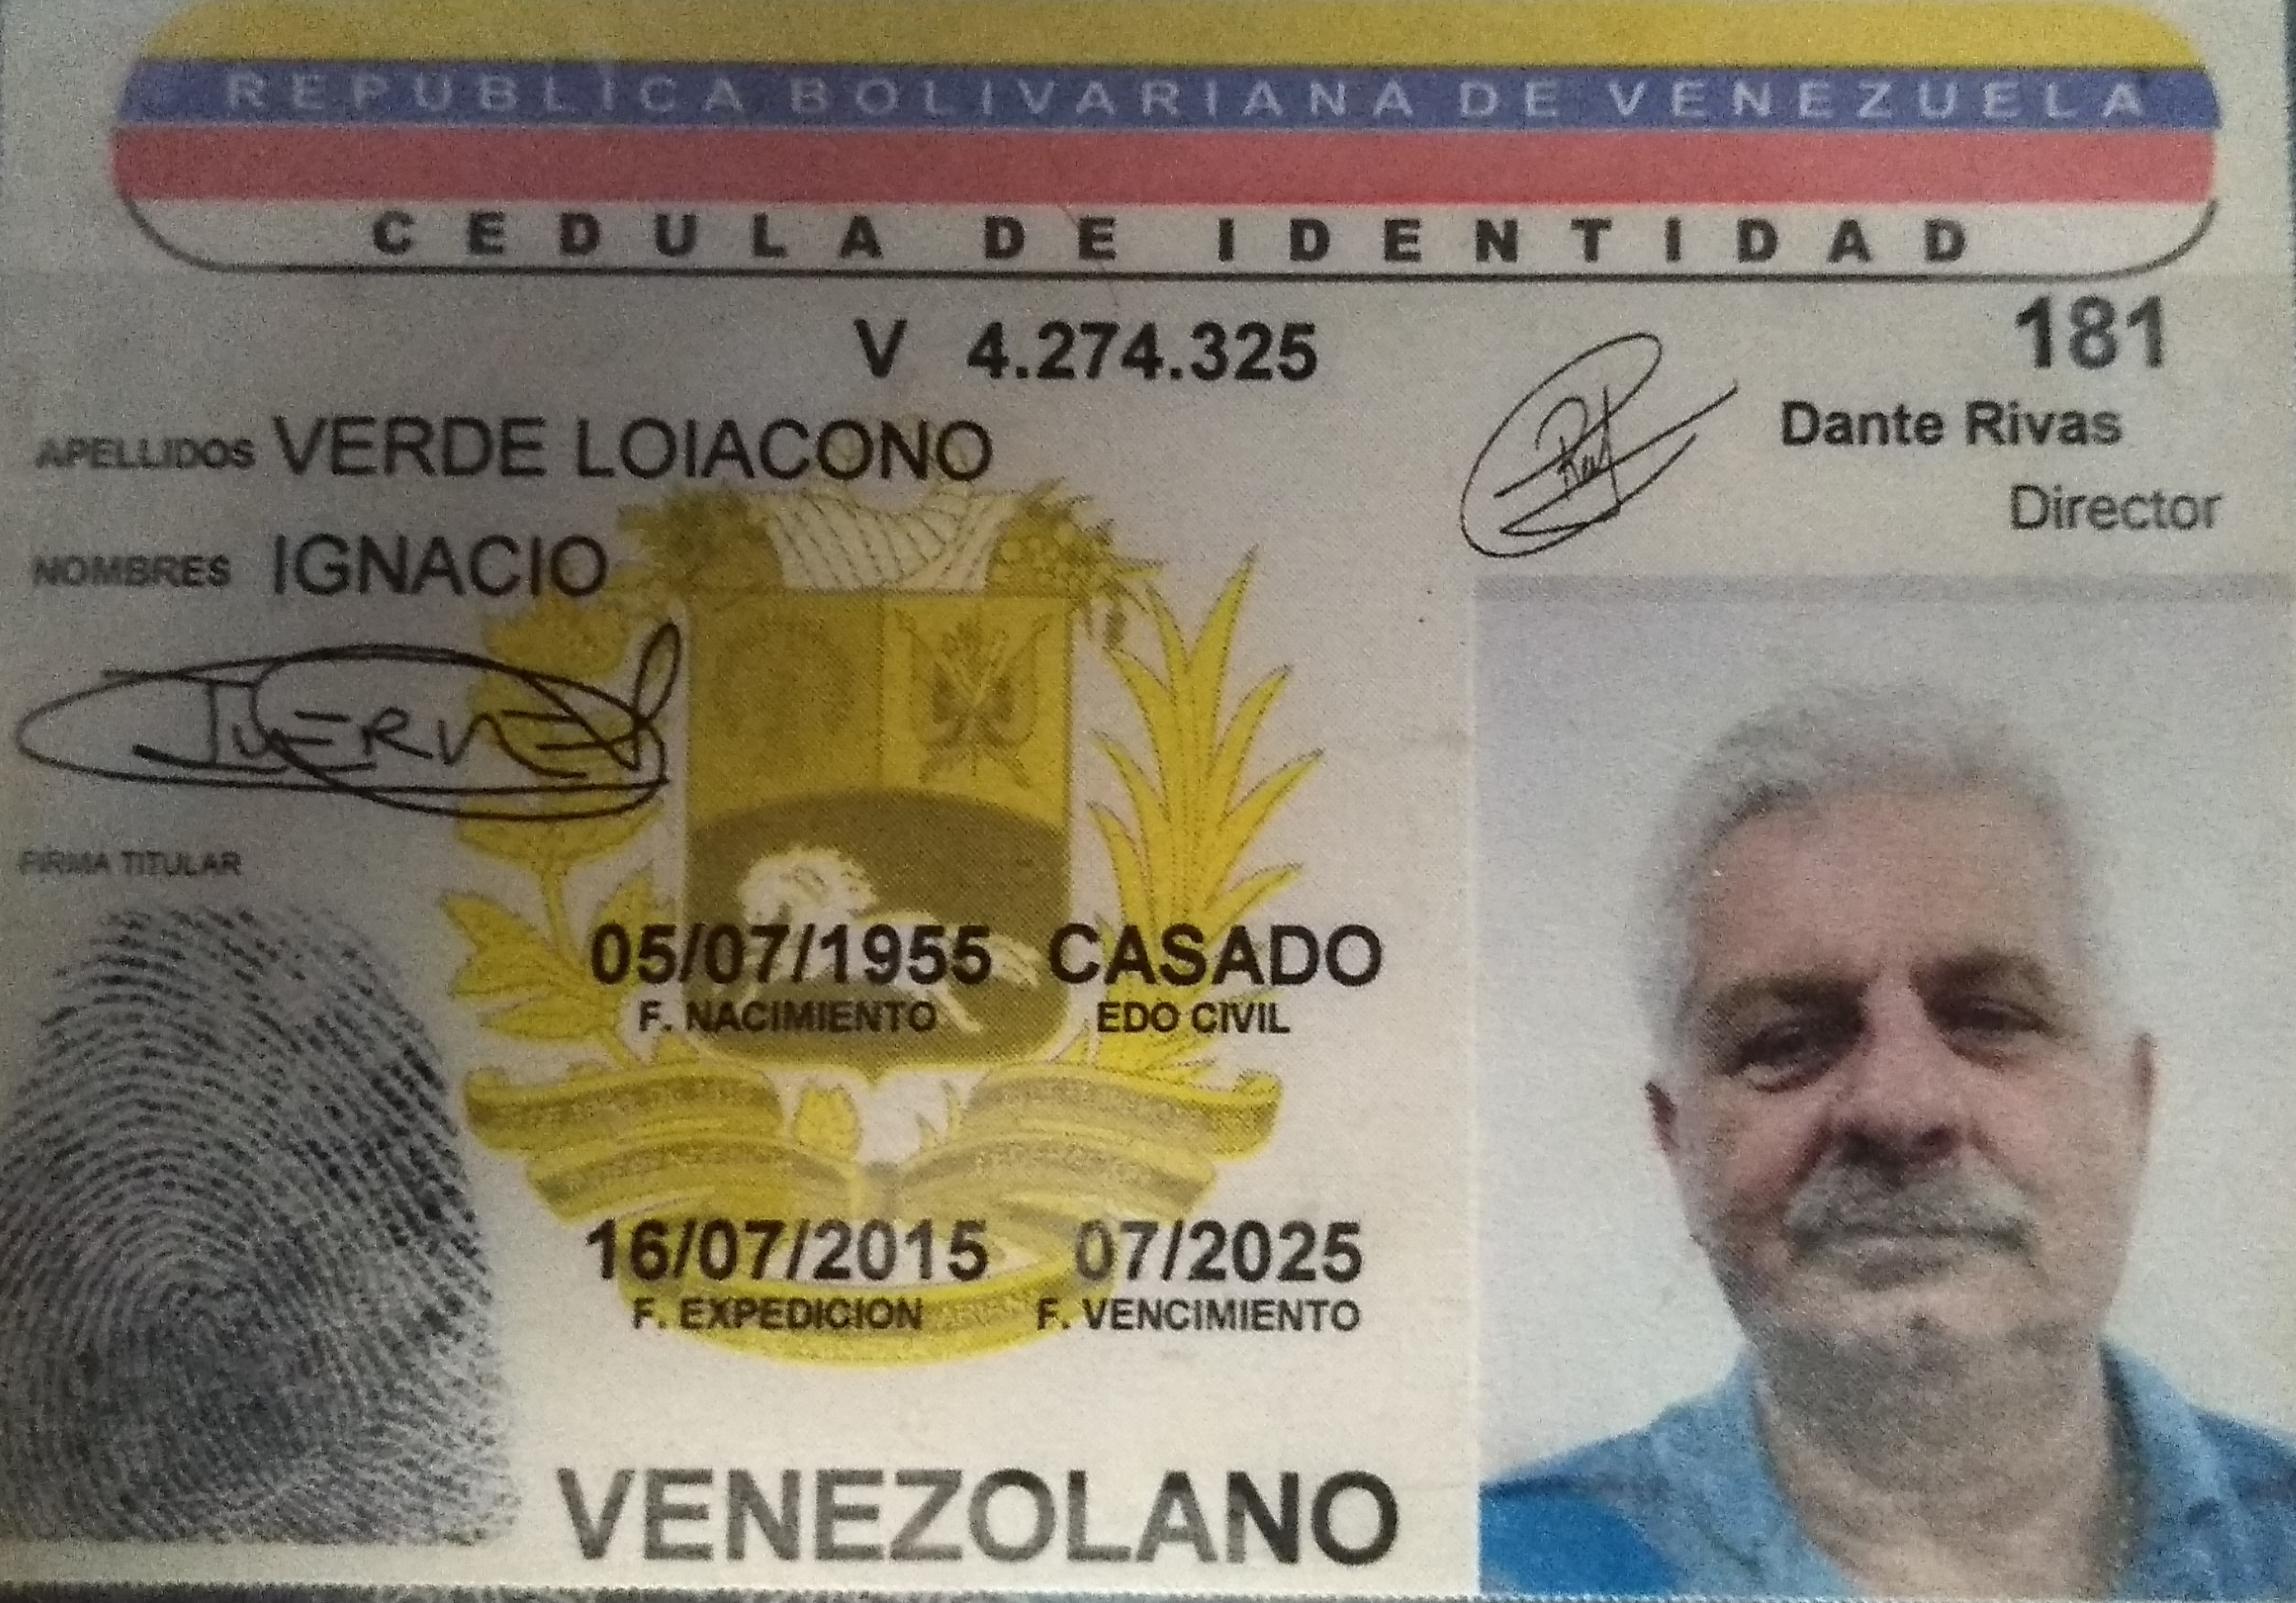 REPUBLICA BOLIVARIANA DE VENEZUELA
CEDULA DE IDENTIDAD
V 4.274.325
181
APELLIDOS VERDE LOIACONO
Dante Rivas
Director
NOMBRES IGNACIO
FIRMA TITULAR
05/07/1955 CASADO
F. NACIMIENTO EDO CIVIL
16/07/2015 07/2025
F. EXPEDICION F. VENCIMIENTO
VENEZOLANO